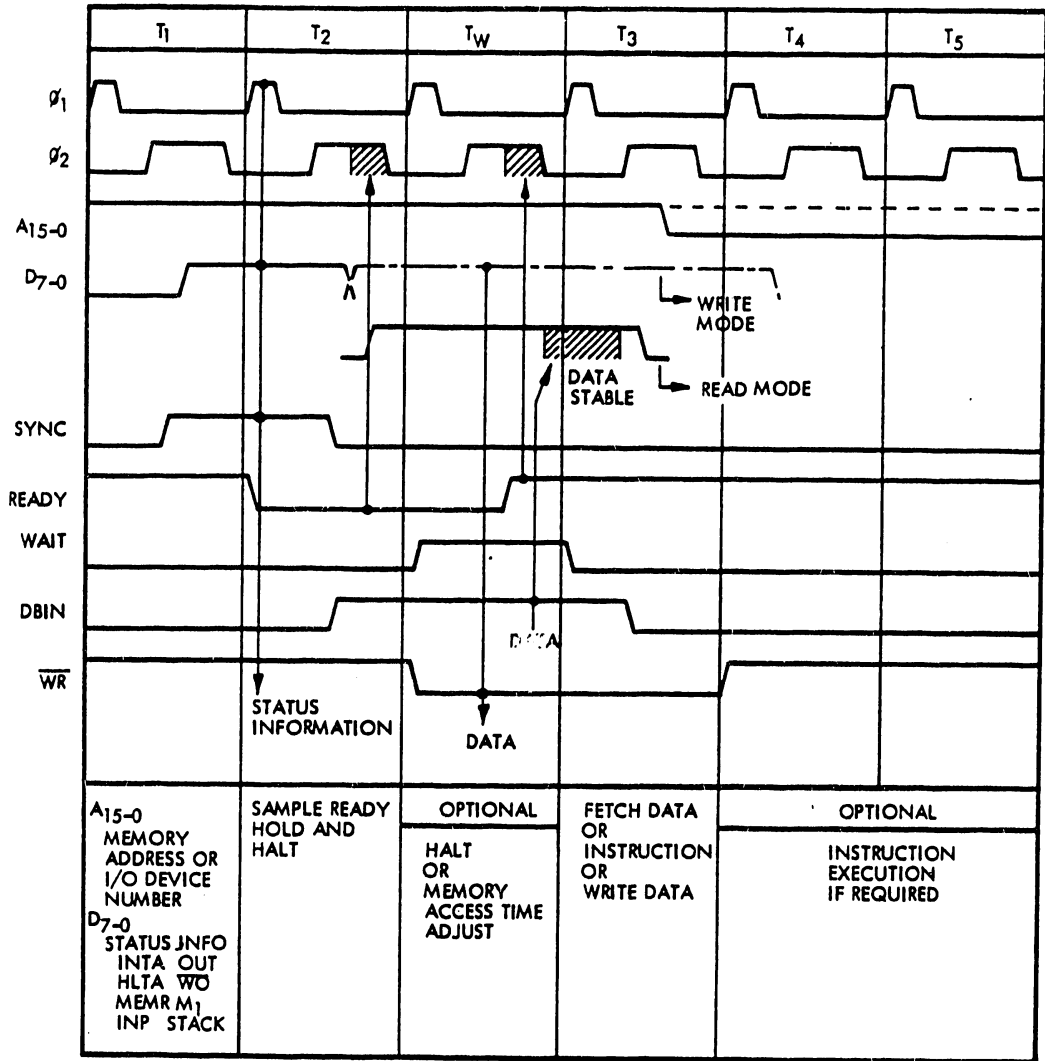 T1 T2 TW T3 T4 T5
ø1
ø2
A15-0
D7-0
WRITE
MODE
DATA
STABLE
READ MODE
SYNC
READY
WAIT
DBIN
WR
STATUS
INFORMATION
DATA
A15-0
MEMORY
ADDRESS OR
I/O DEVICE
NUMBER
D7-0
STATUS INFO
INTA OUT
HLTA W̅O̅
MEMR M1
INP STACK
SAMPLE READY
HOLD AND
HALT
OPTIONAL
HALT
OR
MEMORY
ACCESS TIME
ADJUST
FETCH DATA
OR
INSTRUCTION
OR
WRITE DATA
OPTIONAL
INSTRUCTION
EXECUTION
IF REQUIRED